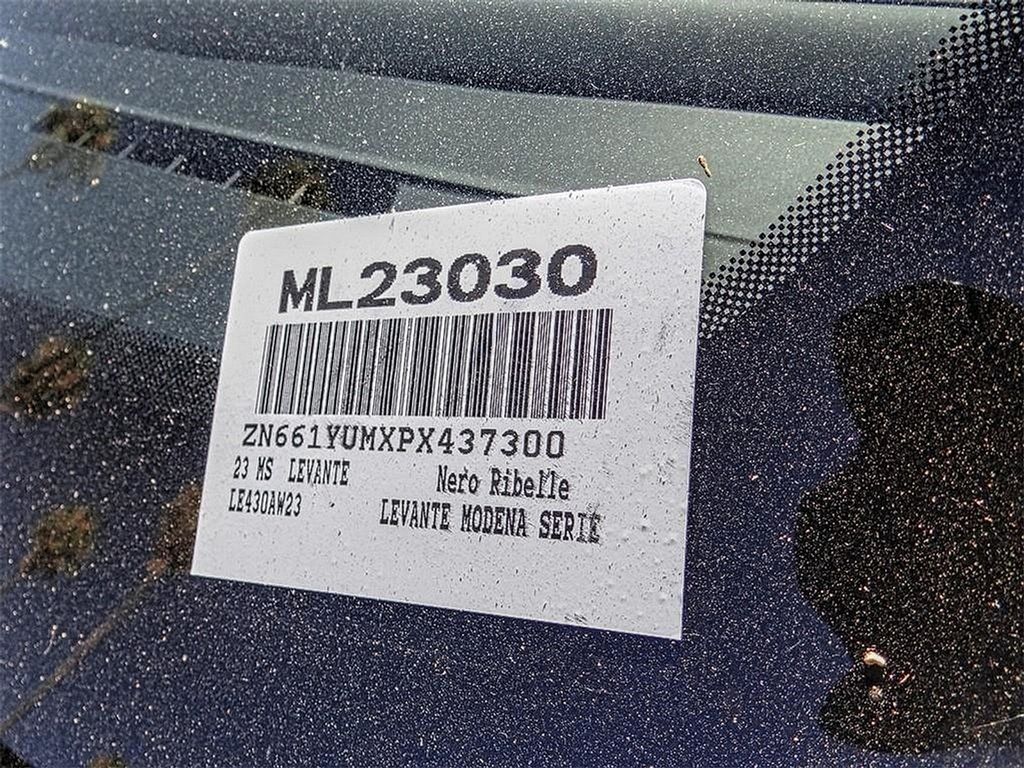 ML23030
ZN661YUMXPX437300
23 MS LEVANTE Nero Ribelle
LE430AW23 LEVANTE MODENA SERIE